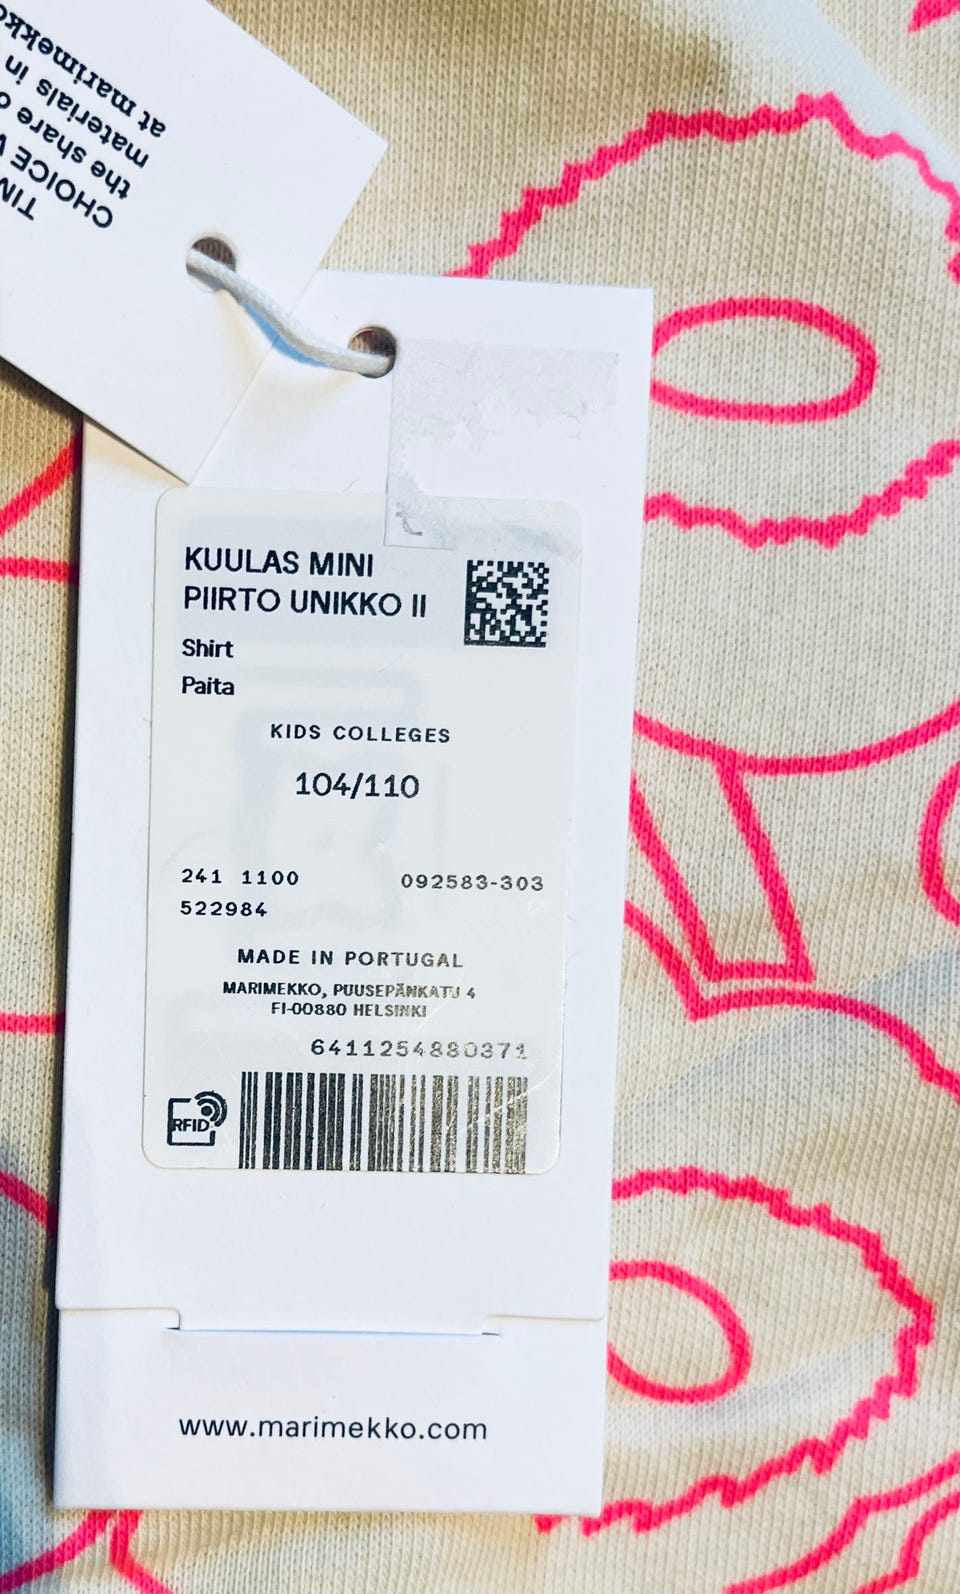 TIM
CHOICE
the share o
materials in
at marimekko
KUULAS MINI
PIIRTO UNIKKO II
Shirt
Paita
KIDS COLLEGES
104/110
241 1100
092583-303
522984
MADE IN PORTUGAL
MARIMEKKO, PUUSEPÄNKATU 4
FI-00880 HELSINKI
6411254880371
RFID
www.marimekko.com